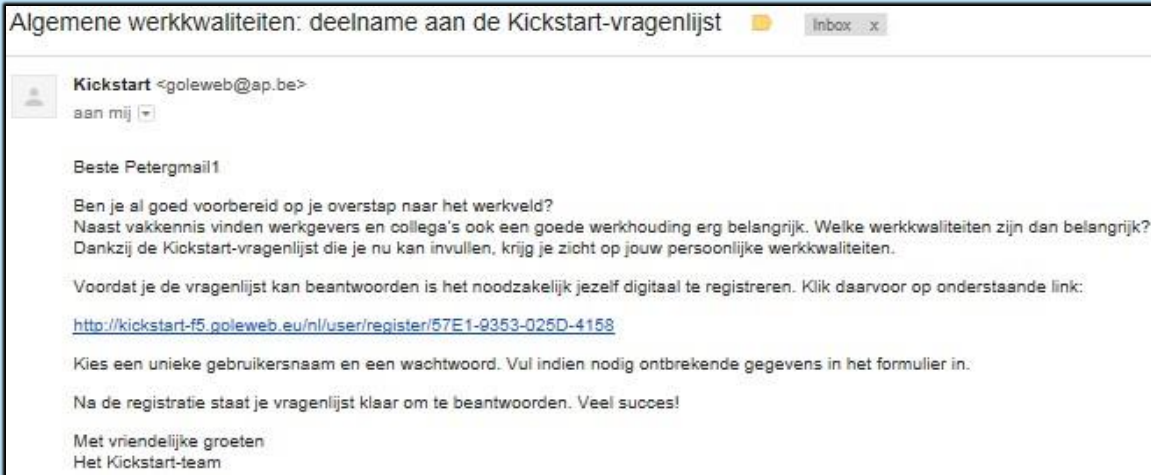 Algemene werkkwaliteiten: deelname aan de Kickstart-vragenlijst Inbox x
Kickstart <goleweb@ap.be>
aan mij
Beste Petergmail1
Ben je al goed voorbereid op je overstap naar het werkveld?
Naast vakkennis vinden werkgevers en collega's ook een goede werkhouding erg belangrijk. Welke werkkwaliteiten zijn dan belangrijk?
Dankzij de Kickstart-vragenlijst die je nu kan invullen, krijg je zicht op jouw persoonlijke werkkwaliteiten.
Voordat je de vragenlijst kan beantwoorden is het noodzakelijk jezelf digitaal te registreren. Klik daarvoor op onderstaande link:
http://kickstart-f5.goleweb.eu/nl/user/register/57E1-9353-025D-4158
Kies een unieke gebruikersnaam en een wachtwoord. Vul indien nodig ontbrekende gegevens in het formulier in.
Na de registratie staat je vragenlijst klaar om te beantwoorden. Veel succes!
Met vriendelijke groeten
Het Kickstart-team